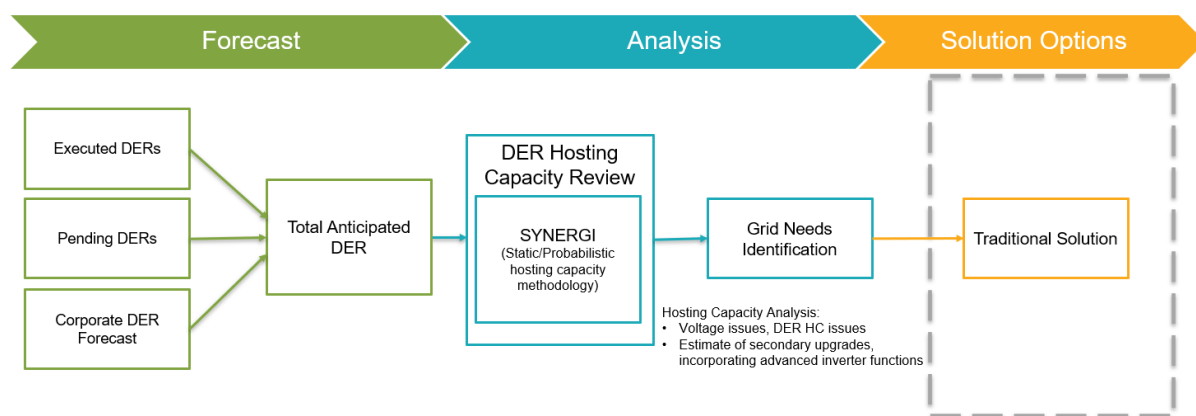 Forecast
Analysis
Solution Options
Executed DERs
Pending DERs
Corporate DER
Forecast
Total Anticipated
DER
DER Hosting
Capacity Review
SYNERGI
(Static/Probabilistic
hosting capacity
methodology)
Grid Needs
Identification
Hosting Capacity Analysis:
• Voltage issues, DER HC issues
• Estimate of secondary upgrades,
incorporating advanced inverter functions
Traditional Solution